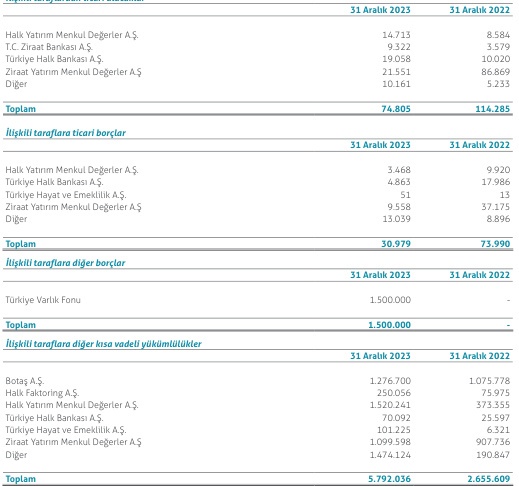 İlişkili taraflardan ticari alacaklar
31 Aralık 2023 31 Aralık 2022
Halk Yatırım Menkul Değerler A.Ş. 14.713 8.584
T.C. Ziraat Bankası A.Ş. 9.322 3.579
Türkiye Halk Bankası A.Ş. 19.058 10.020
Ziraat Yatırım Menkul Değerler A.Ş 21.551 86.869
Diğer 10.161 5.233
Toplam 74.805 114.285
İlişkili taraflara ticari borçlar
31 Aralık 2023 31 Aralık 2022
Halk Yatırım Menkul Değerler A.Ş. 3.468 9.920
Türkiye Halk Bankası A.Ş. 4.863 17.986
Türkiye Hayat ve Emeklilik A.Ş. 51 13
Ziraat Yatırım Menkul Değerler A.Ş 9.558 37.175
Diğer 13.039 8.896
Toplam 30.979 73.990
İlişkili taraflara diğer borçlar
31 Aralık 2023 31 Aralık 2022
Türkiye Varlık Fonu 1.500.000 -
Toplam 1.500.000 -
İlişkili taraflara diğer kısa vadeli yükümlülükler
31 Aralık 2023 31 Aralık 2022
Botaş A.Ş. 1.276.700 1.075.778
Halk Faktoring A.Ş. 250.056 75.975
Halk Yatırım Menkul Değerler A.Ş. 1.520.241 373.355
Türkiye Halk Bankası A.Ş. 70.092 25.597
Türkiye Hayat ve Emeklilik A.Ş. 101.225 6.321
Ziraat Yatırım Menkul Değerler A.Ş 1.099.598 907.736
Diğer 1.474.124 190.847
Toplam 5.792.036 2.655.609